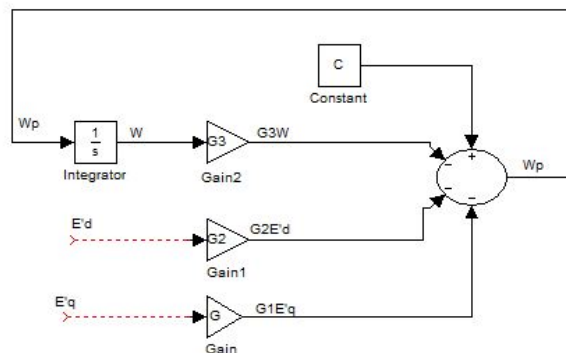 C
Constant
Wp
1
s
W
G3
G3W
Integrator
Gain2
+
-
-
-
Wp
E'd
G2
G2E'd
Gain1
E'q
G
G1E'q
Gain